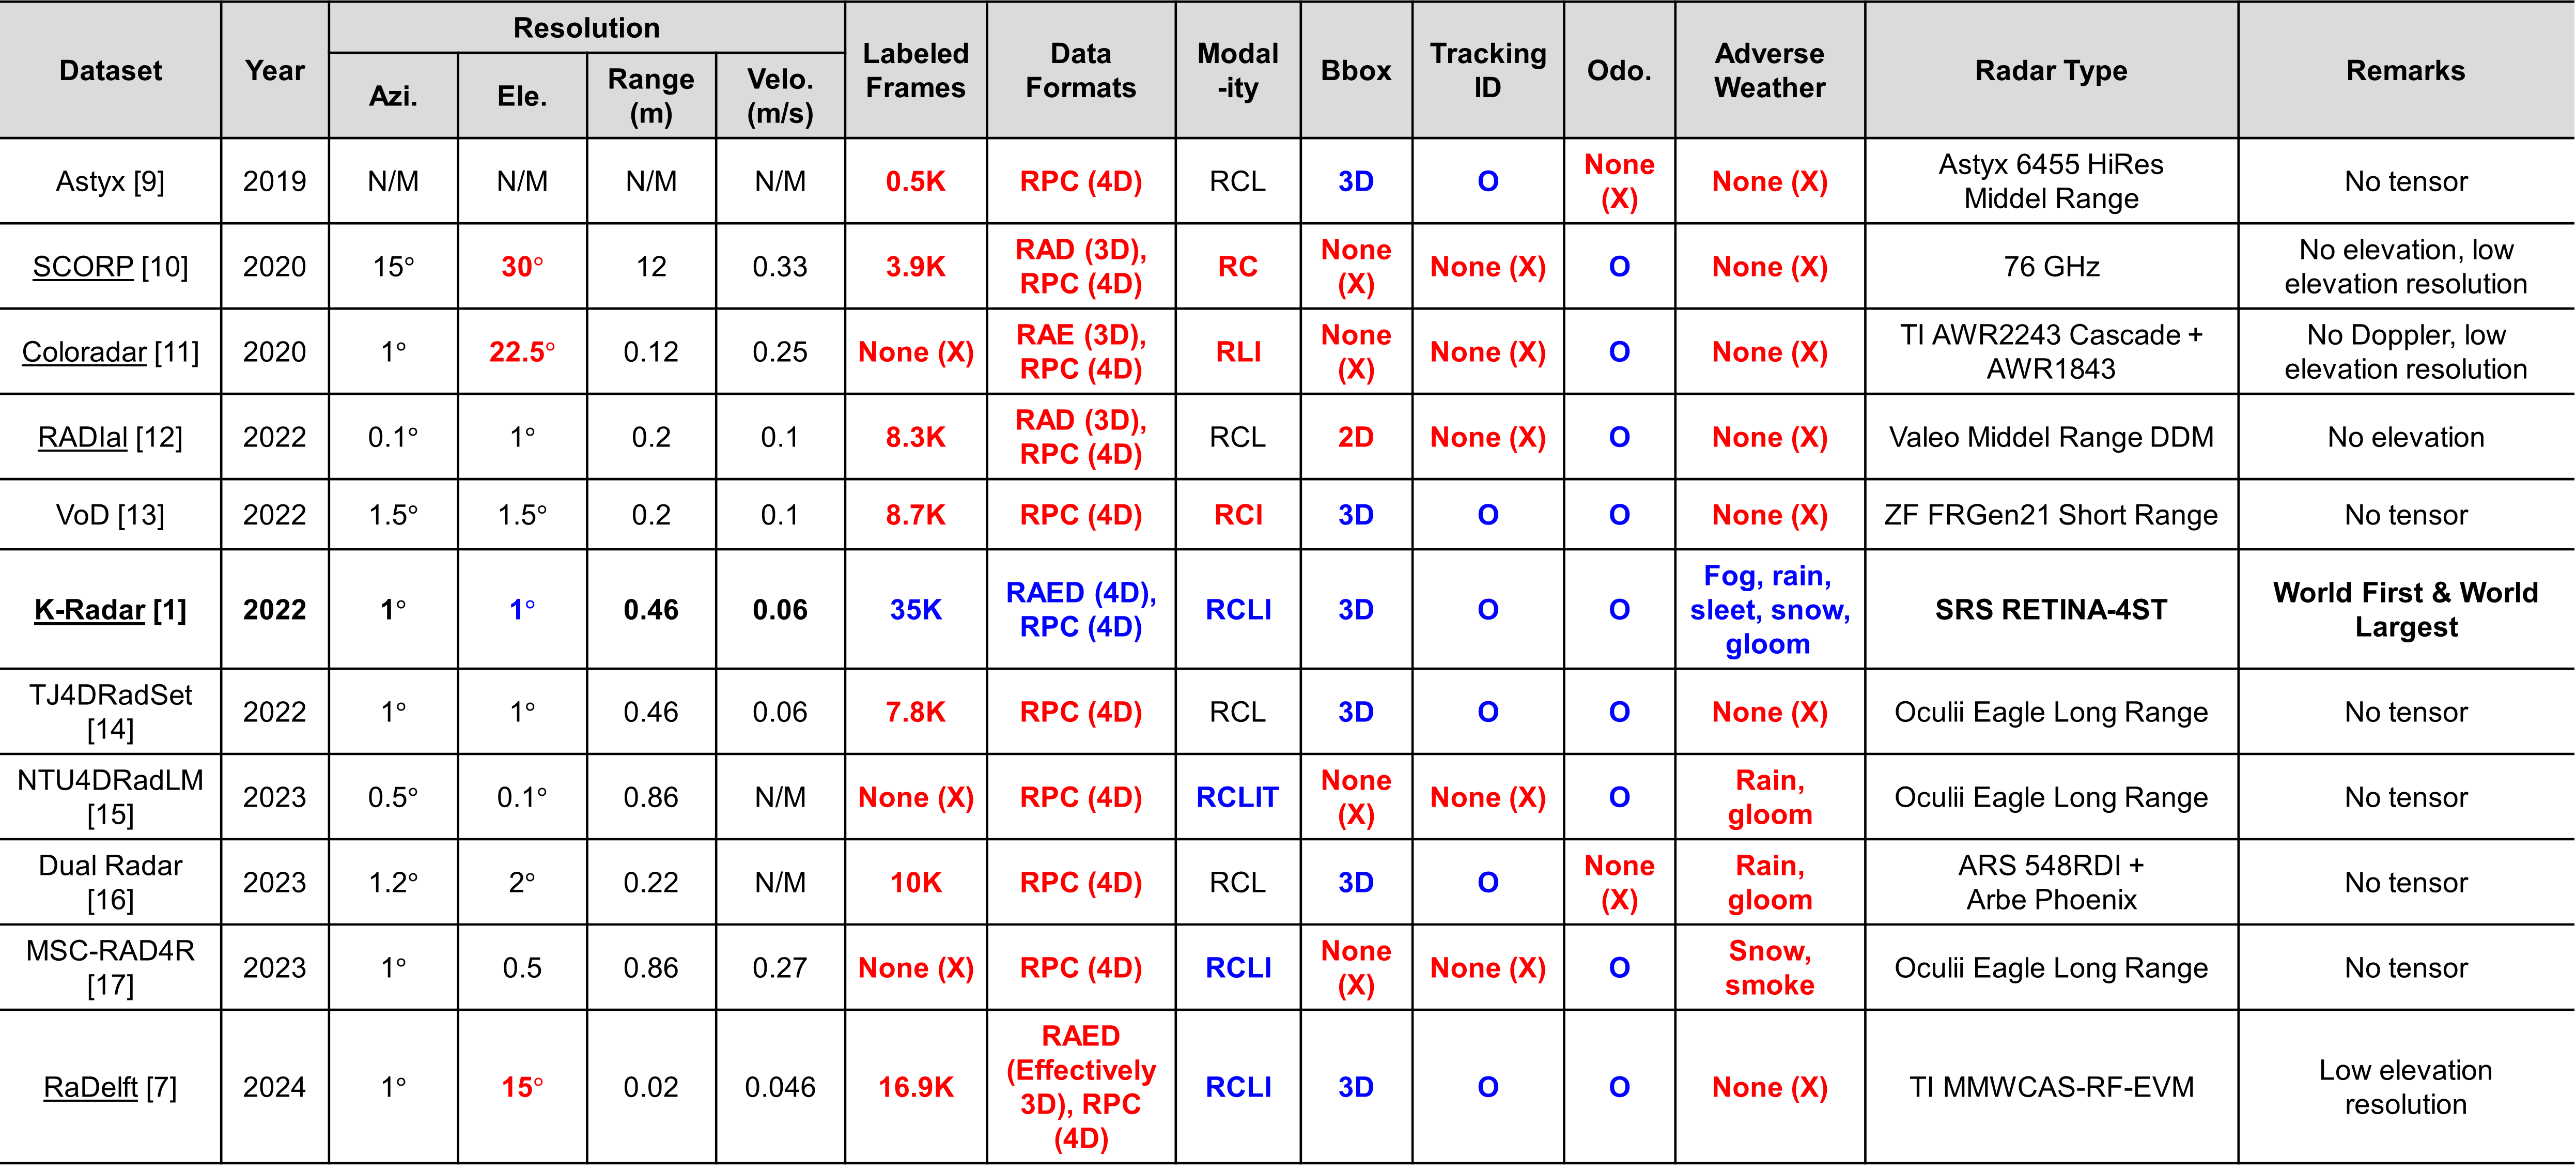 Dataset
Year
Resolution
Azi.
Ele.
Range
(m)
Velo.
(m/s)
Labeled
Frames
Data
Formats
Modal
-ity
Bbox
Tracking
ID
Odo.
Adverse
Weather
Radar Type
Remarks
Astyx [9]
2019
N/M
N/M
N/M
N/M
0.5K
RPC (4D)
RCL
3D
O
None
(X)
None (X)
Astyx 6455 HiRes
Middel Range
No tensor
SCORP [10]
2020
15°
30°
12
0.33
3.9K
RAD (3D),
RPC (4D)
RC
None
(X)
None (X)
O
None (X)
76 GHz
No elevation, low
elevation resolution
Coloradar [11]
2020
1°
22.5°
0.12
0.25
None (X)
RAE (3D),
RPC (4D)
RLI
None
(X)
None (X)
O
None (X)
TI AWR2243 Cascade +
AWR1843
No Doppler, low
elevation resolution
RADIal [12]
2022
0.1°
1°
0.2
0.1
8.3K
RAD (3D),
RPC (4D)
RCL
2D
None (X)
O
None (X)
Valeo Middel Range DDM
No elevation
VoD [13]
2022
1.5°
1.5°
0.2
0.1
8.7K
RPC (4D)
RCI
3D
O
O
None (X)
ZF FRGen21 Short Range
No tensor
K-Radar [1]
2022
1°
1°
0.46
0.06
35K
RAED (4D),
RPC (4D)
RCLI
3D
O
O
Fog, rain,
sleet, snow,
gloom
SRS RETINA-4ST
World First & World
Largest
TJ4DRadSet
[14]
2022
1°
1°
0.46
0.06
7.8K
RPC (4D)
RCL
3D
O
O
None (X)
Oculii Eagle Long Range
No tensor
NTU4DRadLM
[15]
2023
0.5°
0.1°
0.86
N/M
None (X)
RPC (4D)
RCLIT
None
(X)
None (X)
O
Rain,
gloom
Oculii Eagle Long Range
No tensor
Dual Radar
[16]
2023
1.2°
2°
0.22
N/M
10K
RPC (4D)
RCL
3D
O
None
(X)
Rain,
gloom
ARS 548RDI +
Arbe Phoenix
No tensor
MSC-RAD4R
[17]
2023
1°
0.5
0.86
0.27
None (X)
RPC (4D)
RCLI
None
(X)
None (X)
O
Snow,
smoke
Oculii Eagle Long Range
No tensor
RaDelft [7]
2024
1°
15°
0.02
0.046
16.9K
RAED
(Effectively
3D), RPC
(4D)
RCLI
3D
O
O
None (X)
TI MMWCAS-RF-EVM
Low elevation
resolution